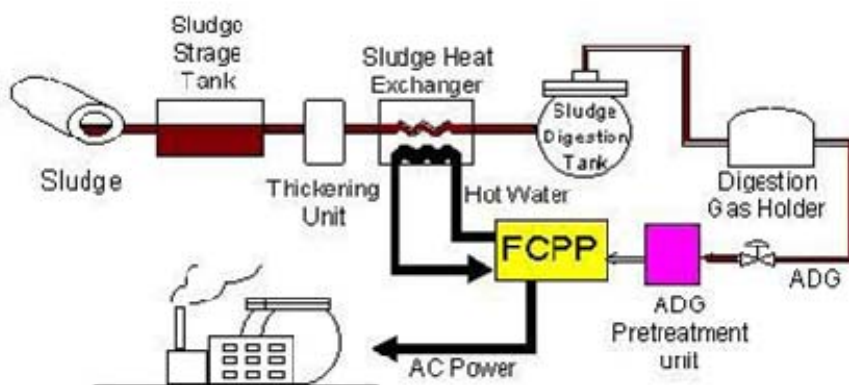 Sludge
Strage
Tank
Sludge Heat
Exchanger
Sludge
Digestion
Tank
Sludge
Thickening
Unit
Hot Water
Digestion
Gas Holder
FCPP
ADG
ADG
Pretreatment
unit
AC Power